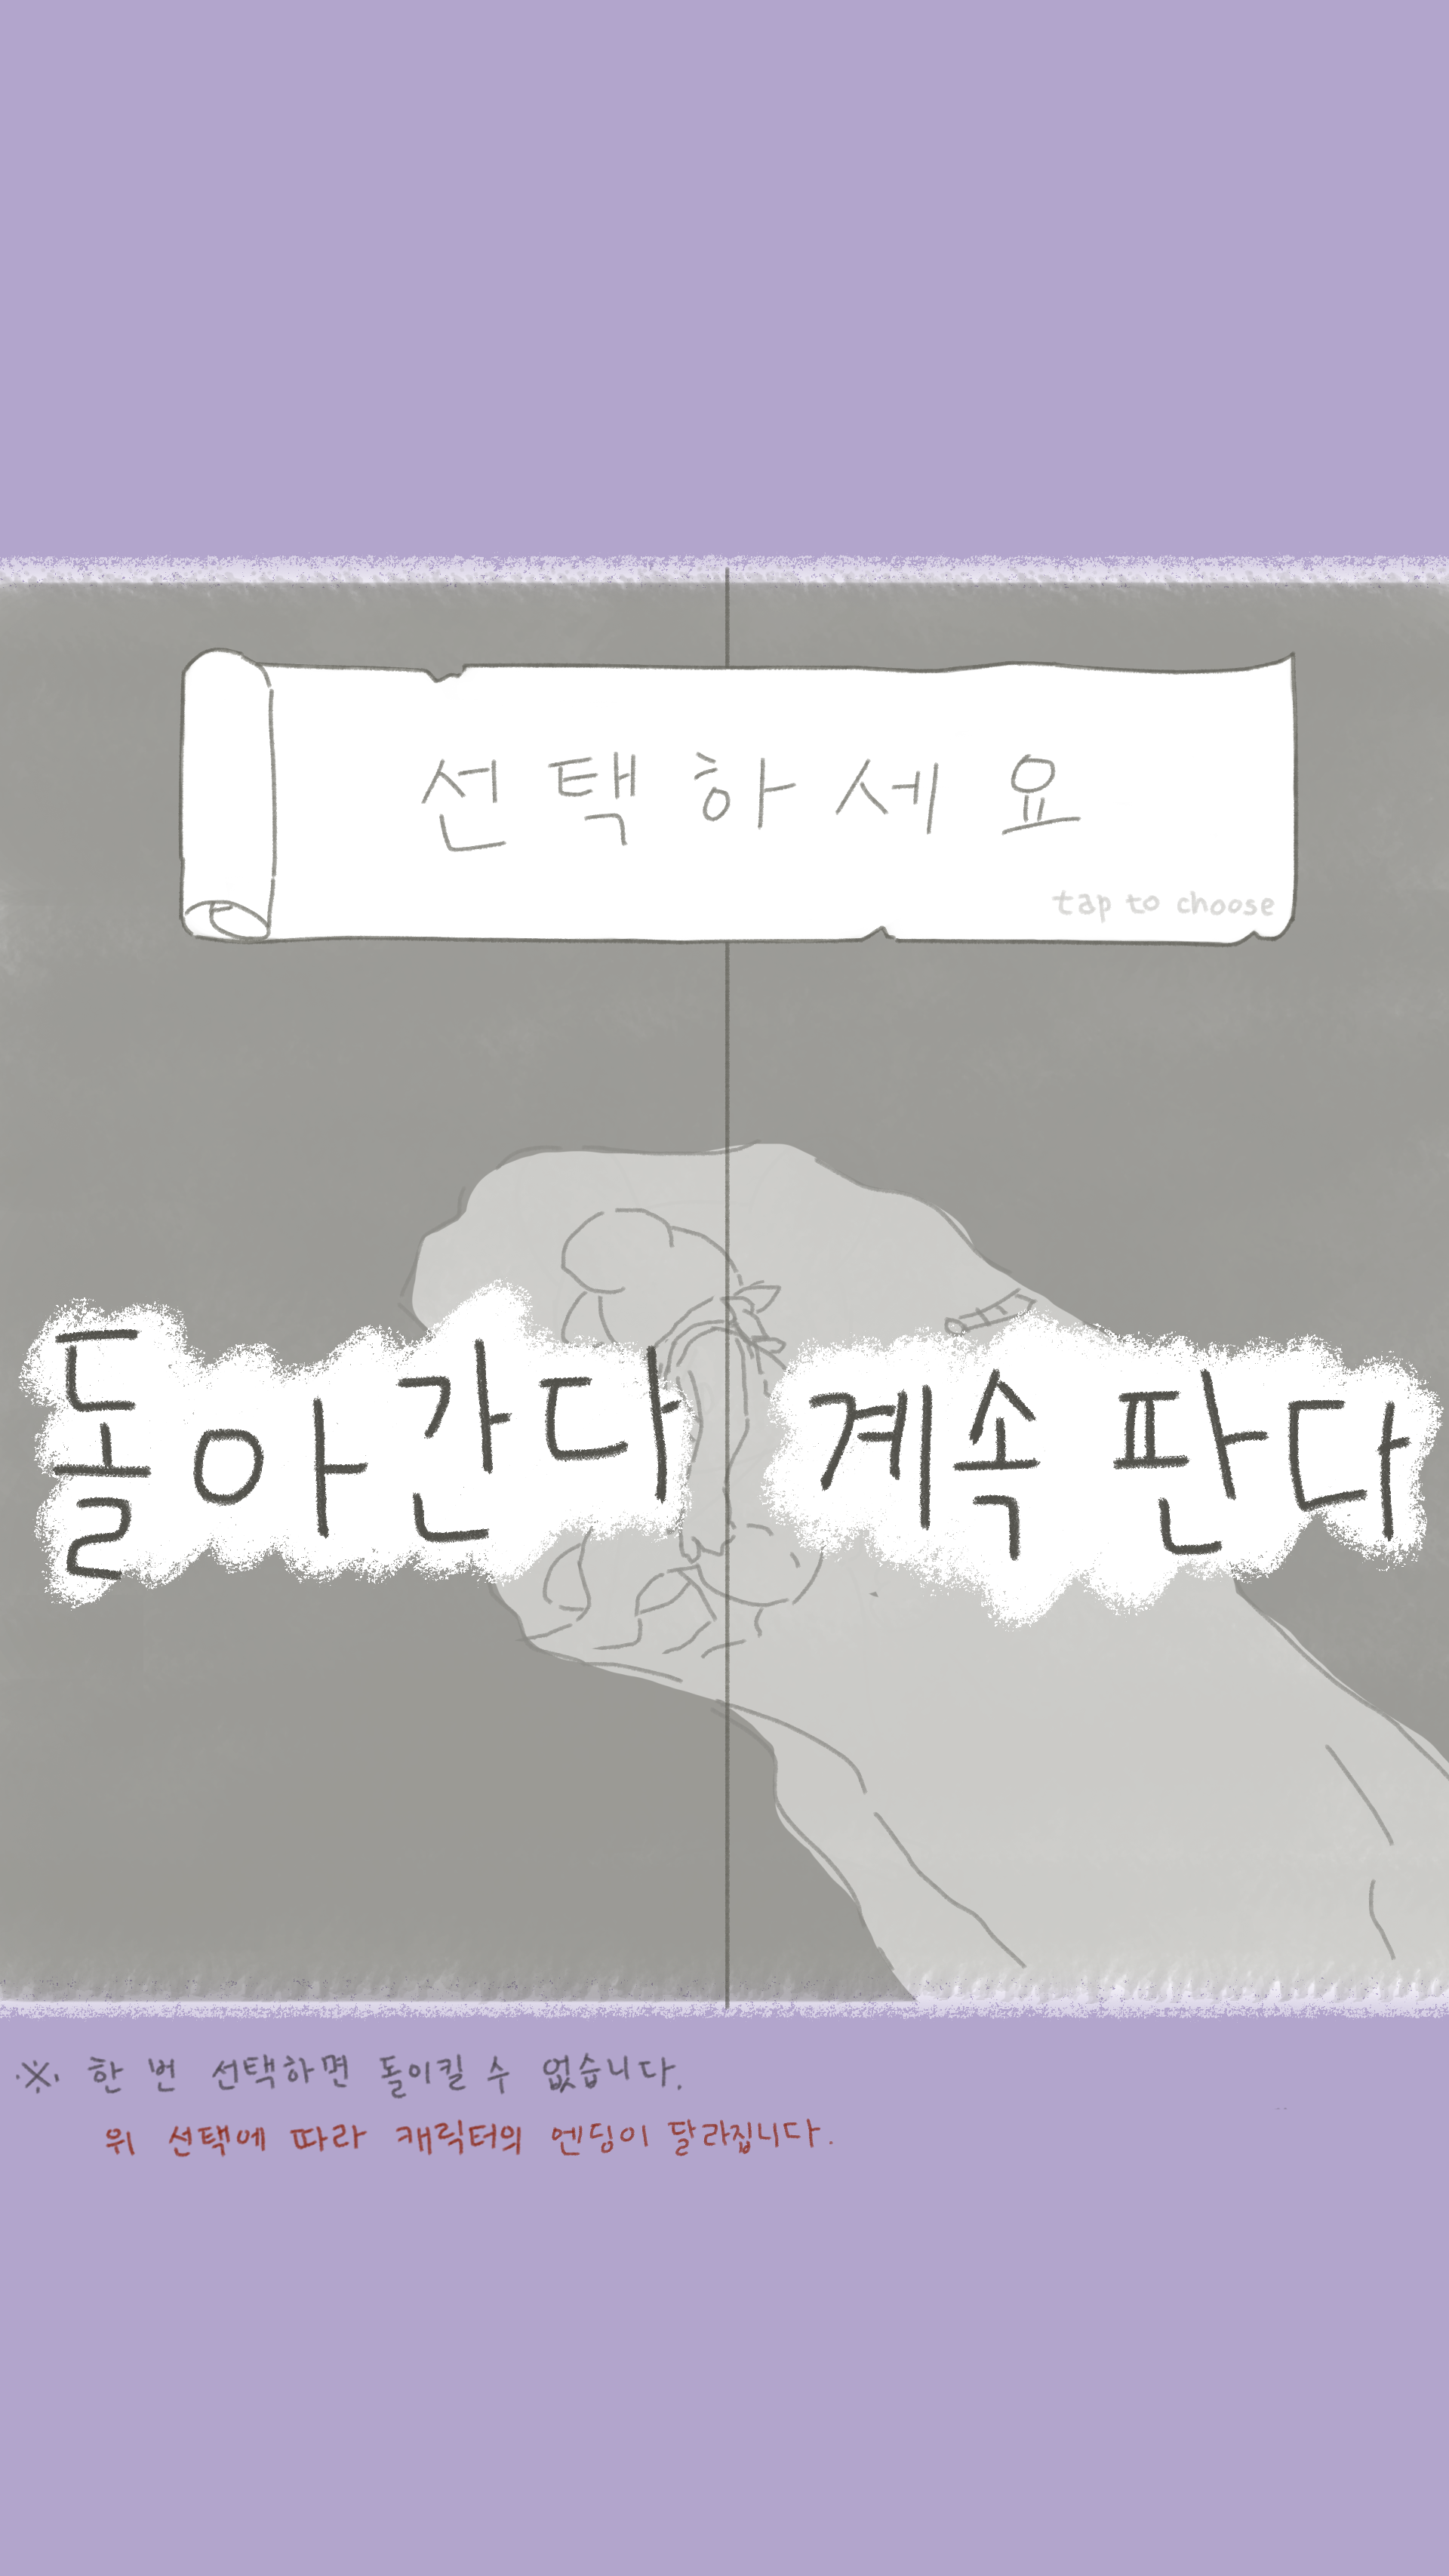 선택하세요
tap to choose
돌아간다
계속 판다
※ 한 번 선택하면 돌이킬 수 없습니다.
위 선택에 따라 캐릭터의 엔딩이 달라집니다.